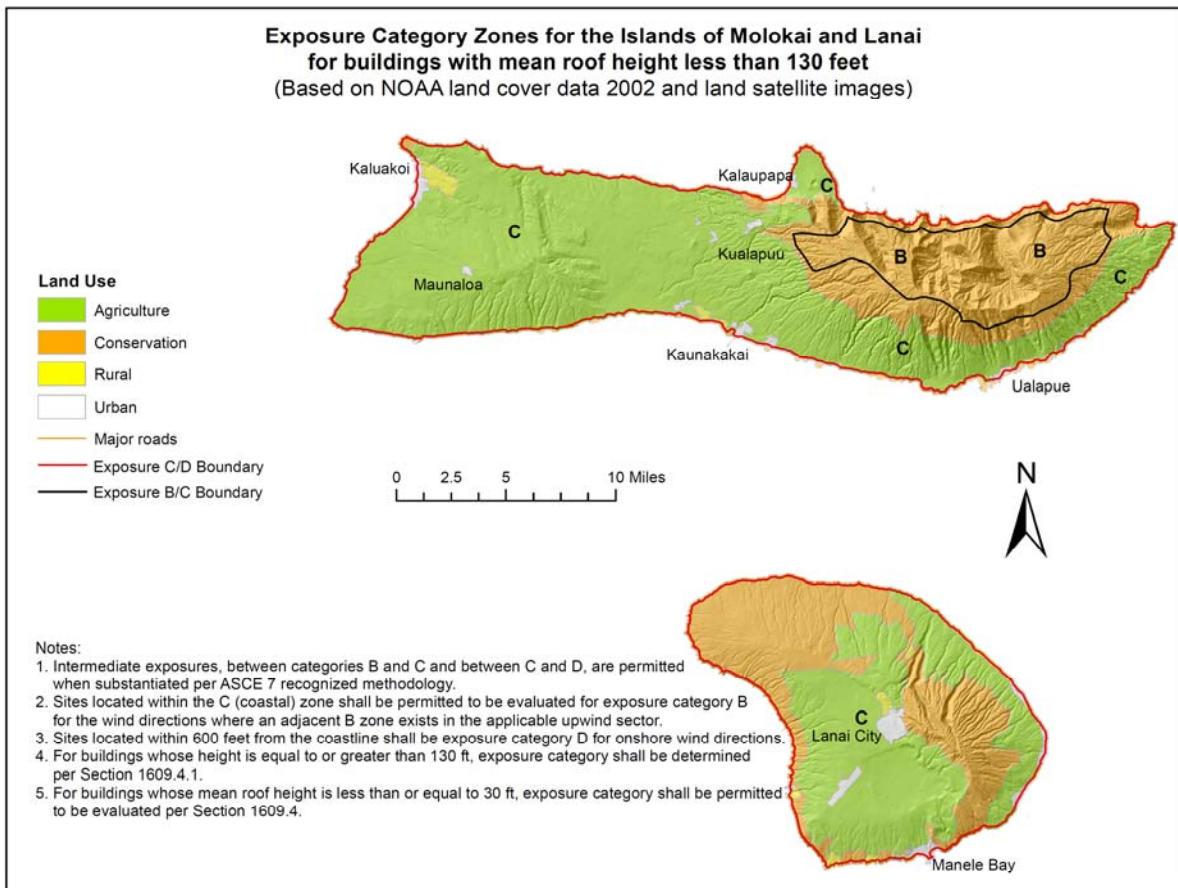 Exposure Category Zones for the Islands of Molokai and Lanai
for buildings with mean roof height less than 130 feet
(Based on NOAA land cover data 2002 and land satellite images)
Kaluakoi
Kalaupapa
C
C
B
B
Kualapuu
C
Maunaloa
Kaunakakai
C
Ualapue
Land Use
Agriculture
Conservation
Rural
Urban
Major roads
Exposure C/D Boundary
Exposure B/C Boundary
0 2.5 5 10 Miles
N
C
Lanai City
Manele Bay
Notes:
1. Intermediate exposures, between categories B and C and between C and D, are permitted
when substantiated per ASCE 7 recognized methodology.
2. Sites located within the C (coastal) zone shall be permitted to be evaluated for exposure category B
for the wind directions where an adjacent B zone exists in the applicable upwind sector.
3. Sites located within 600 feet from the coastline shall be exposure category D for onshore wind directions.
4. For buildings whose height is equal to or greater than 130 ft, exposure category shall be determined
per Section 1609.4.1.
5. For buildings whose mean roof height is less than or equal to 30 ft, exposure category shall be permitted
to be evaluated per Section 1609.4.